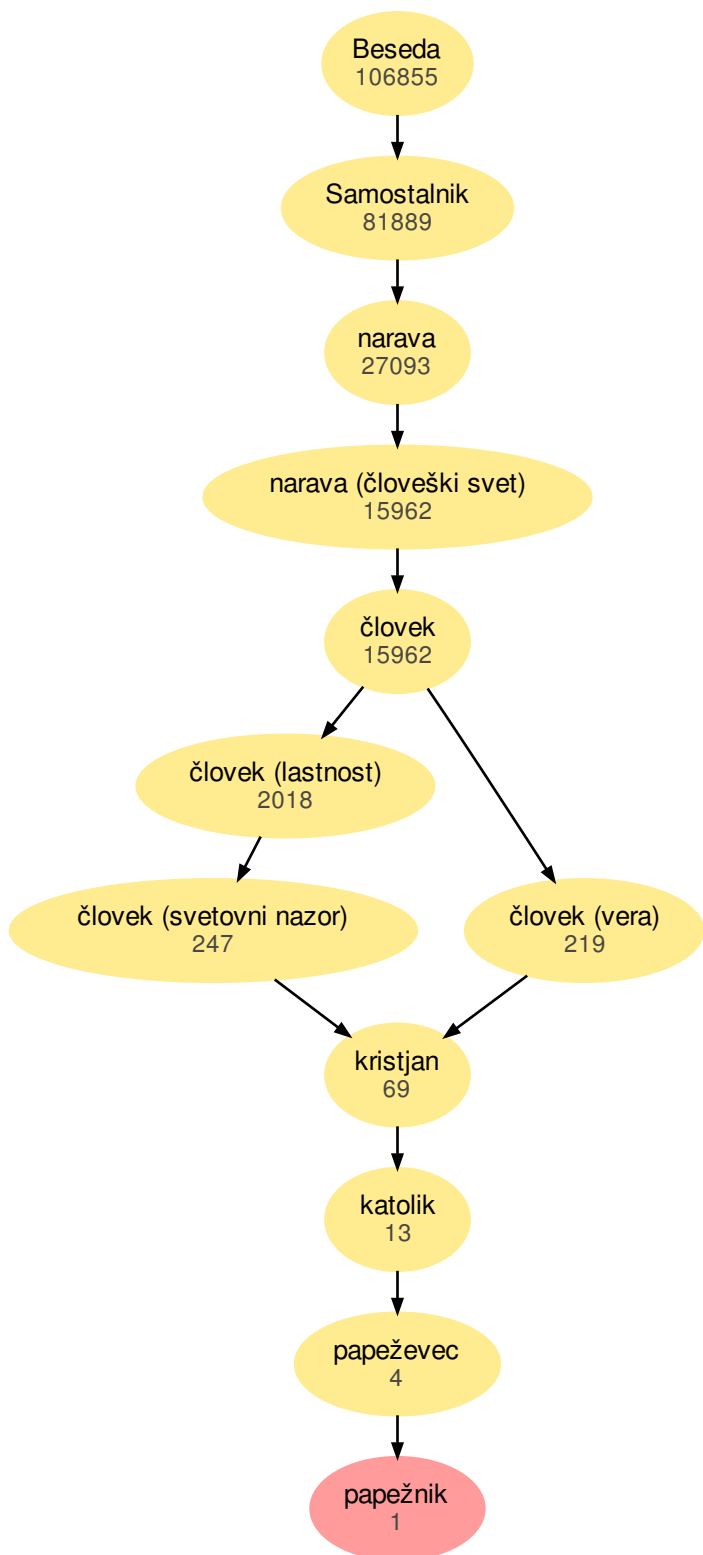 Beseda
106855
Samostalnik
81889
narava
27093
narava (človeški svet)
15962
človek
15962
človek (lastnost)
2018
človek (svetovni nazor)
247
človek (vera)
219
kristjan
69
katolik
13
papeževec
4
papežnik
1